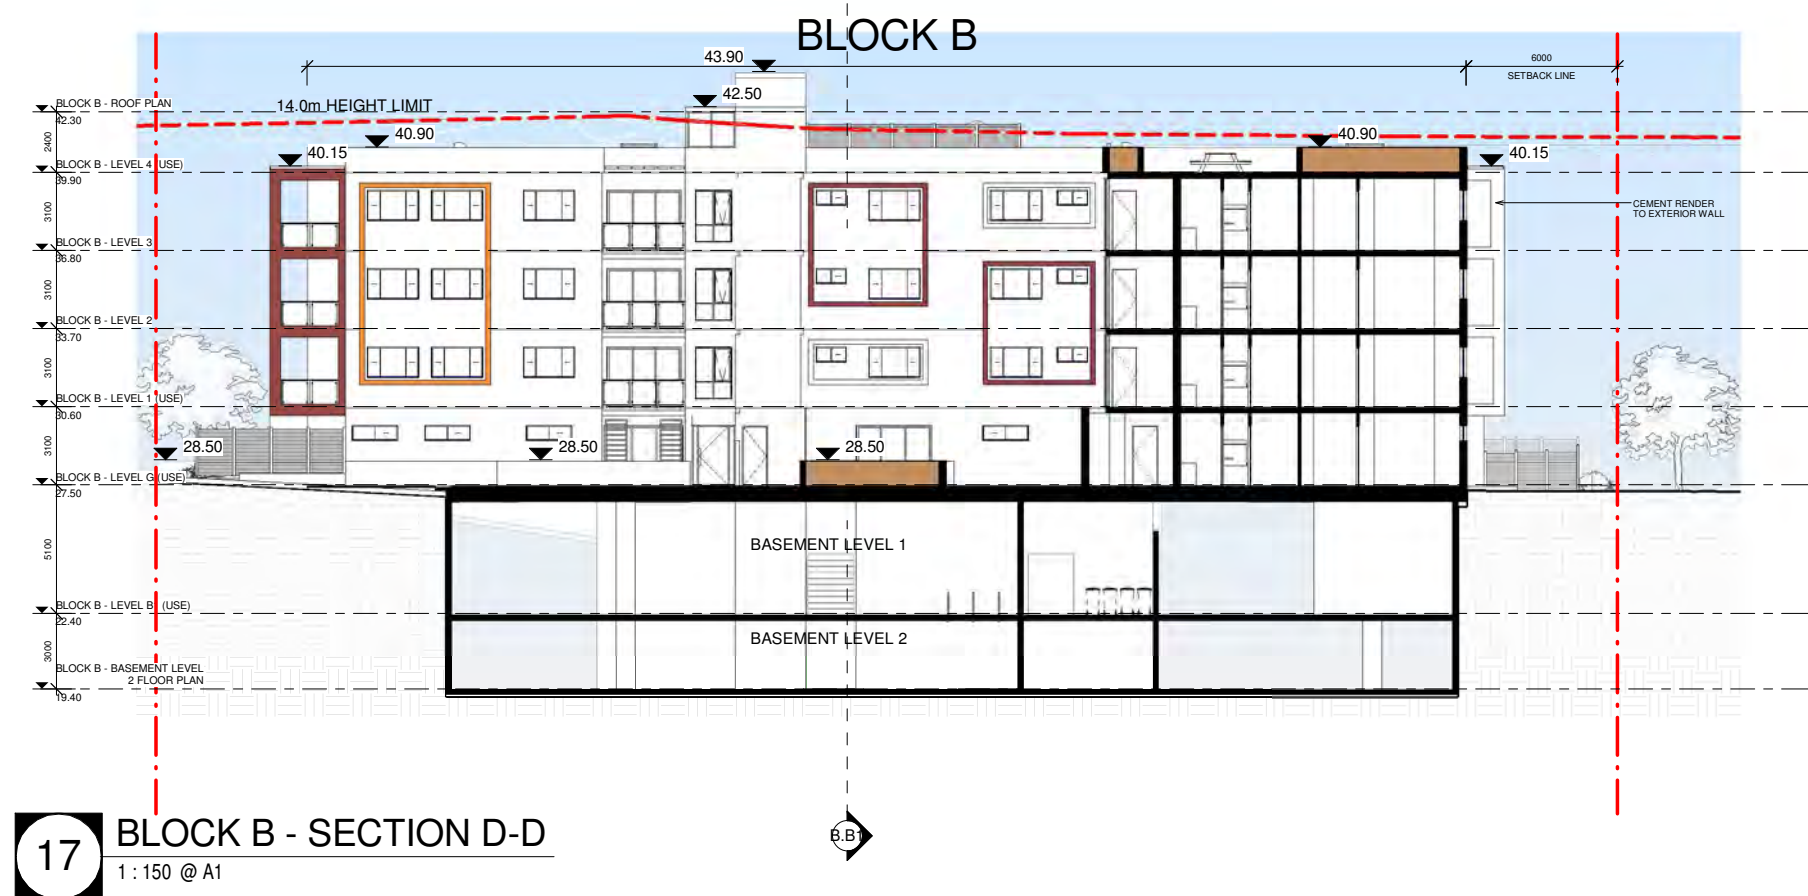 BLOCK B
43.90
6000
SETBACK LINE
42.50
BLOCK B - ROOF PLAN
14.0m HEIGHT LIMIT
42.30
40.90
40.90
2400
40.15
40.15
BLOCK B - LEVEL 4 (USE)
39.90
3100
CEMENT RENDER
TO EXTERIOR WALL
BLOCK B - LEVEL 3
36.80
3100
BLOCK B - LEVEL 2
33.70
3100
BLOCK B - LEVEL 1 (USE)
30.60
3100
28.50
28.50
28.50
BLOCK B - LEVEL G (USE)
27.50
5100
BASEMENT LEVEL 1
BLOCK B - LEVEL B (USE)
22.40
3000
BASEMENT LEVEL 2
BLOCK B - BASEMENT LEVEL
2 FLOOR PLAN
19.40
17
BLOCK B - SECTION D-D
1 : 150 @ A1
B.B1